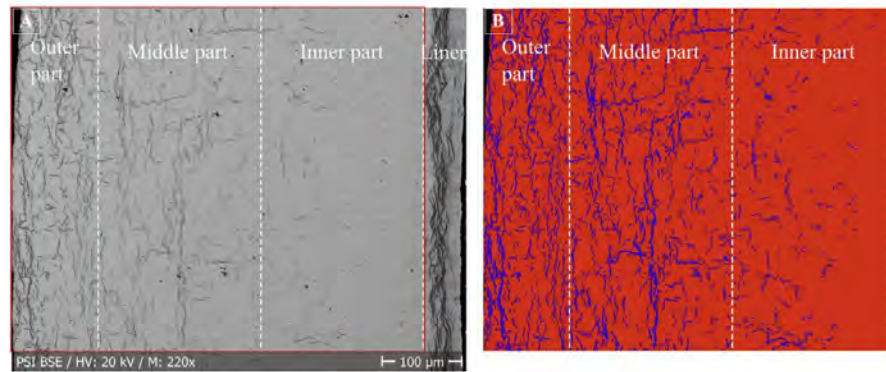 A
Outer part
Middle part
Inner part
Liner
PSI BSE / HV: 20 kV / M: 220x
100 µm
B
Outer part
Middle part
Inner part